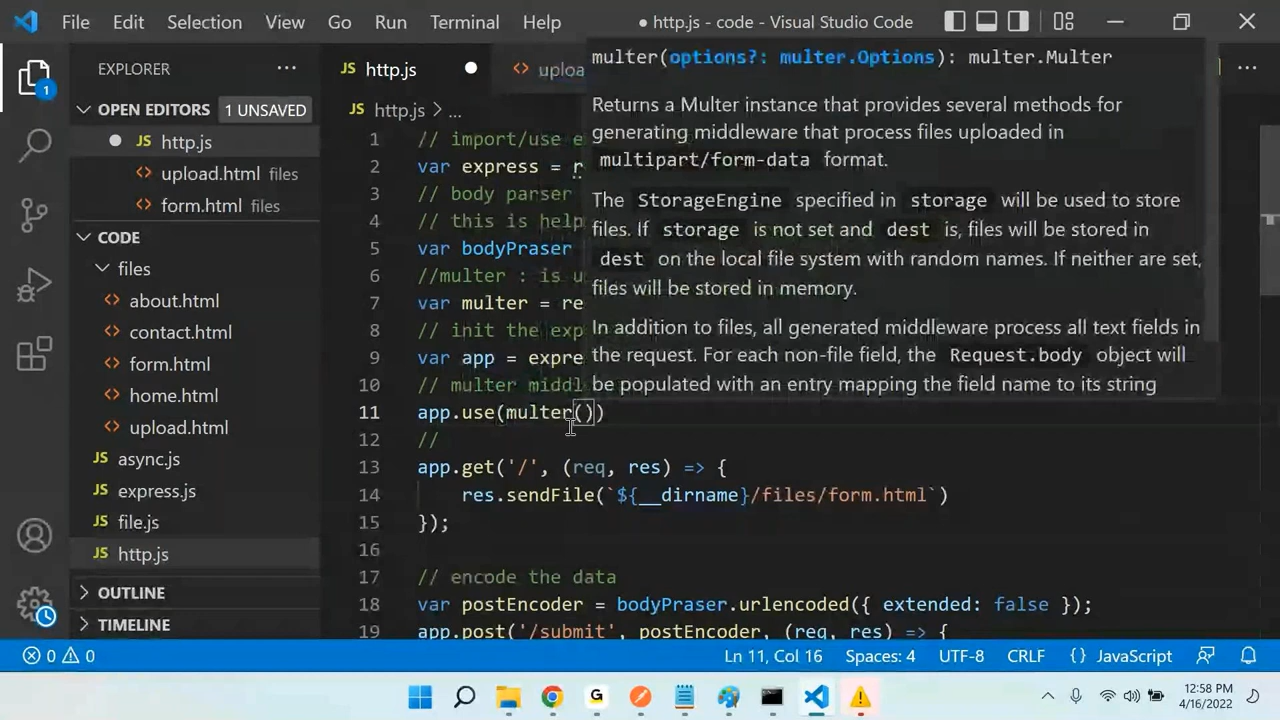 File Edit Selection View Go Run Terminal Help
http.js - code - Visual Studio Code
EXPLORER
OPEN EDITORS 1 UNSAVED
JS http.js
upload.html files
form.html files
CODE
files
about.html
contact.html
form.html
home.html
upload.html
JS async.js
JS express.js
JS file.js
JS http.js
OUTLINE
TIMELINE
1
JS http.js
uploa
JS http.js > ...
1 // import/use e
2 var express = r
3 // body parser
4 // this is help
5 var bodyPraser
6 //multer : is u
7 var multer = re
8 // init the exp
9 var app = expre
10 // multer middl
11 app.use(multer())
12 //
13 app.get('/', (req, res) => {
14 res.sendFile(`${__dirname}/files/form.html`)
15 });
16
17 // encode the data
18 var postEncoder = bodyPraser.urlencoded({ extended: false });
19 app.post('/submit', postEncoder, (req, res) => {
multer(options?: multer.Options): multer.Multer
Returns a Multer instance that provides several methods for
generating middleware that process files uploaded in
multipart/form-data format.
The StorageEngine specified in storage will be used to store
files. If storage is not set and dest is, files will be stored in
dest on the local file system with random names. If neither are set,
files will be stored in memory.
In addition to files, all generated middleware process all text fields in
the request. For each non-file field, the Request.body object will
be populated with an entry mapping the field name to its string
0 0
Ln 11, Col 16 Spaces: 4 UTF-8 CRLF {} JavaScript
G
12:58 PM
4/16/2022